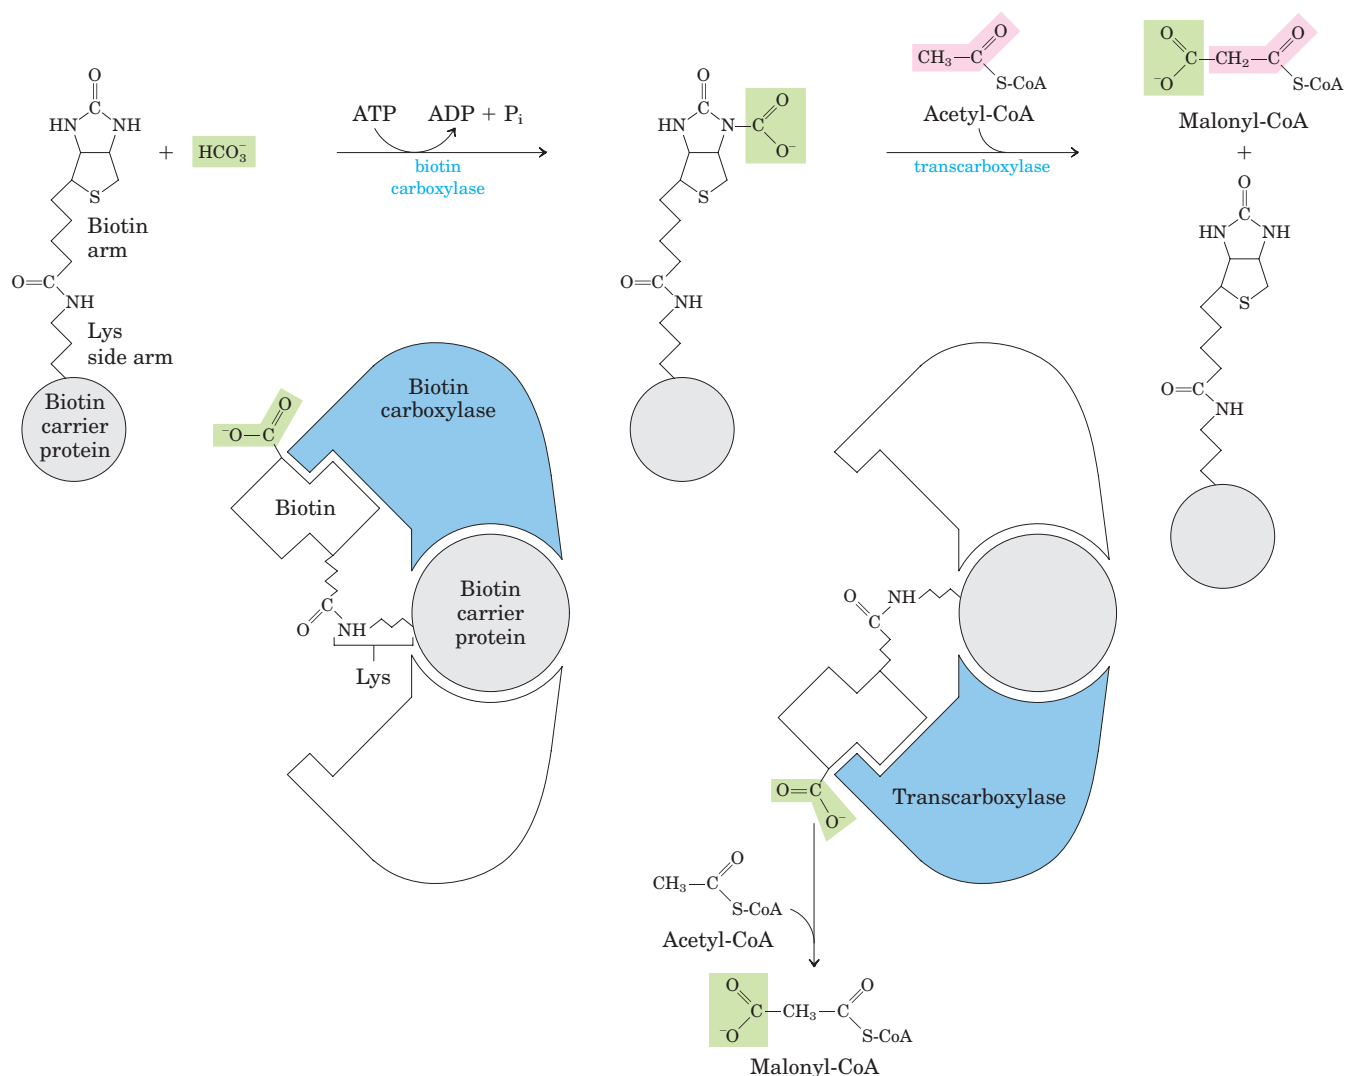 O
C
HN
NH
S
Biotin
arm
O
C
NH
Lys
side arm
Biotin
carrier
protein
+
HCO₃⁻
ATP
ADP + Pᵢ
biotin
carboxylase
O
C
HN
N
C
O
O⁻
S
O
C
NH
CH₃
C
O
S-CoA
Acetyl-CoA
transcarboxylase
O
C
⁻O
CH₂
C
O
S-CoA
Malonyl-CoA
+
O
C
HN
NH
S
O
C
NH
Biotin
carboxylase
⁻O
C
O
Biotin
C
O
NH
Lys
Biotin
carrier
protein
O
C
NH
O
C
O⁻
Transcarboxylase
CH₃
C
O
S-CoA
Acetyl-CoA
O
C
⁻O
CH₃
C
O
S-CoA
Malonyl-CoA